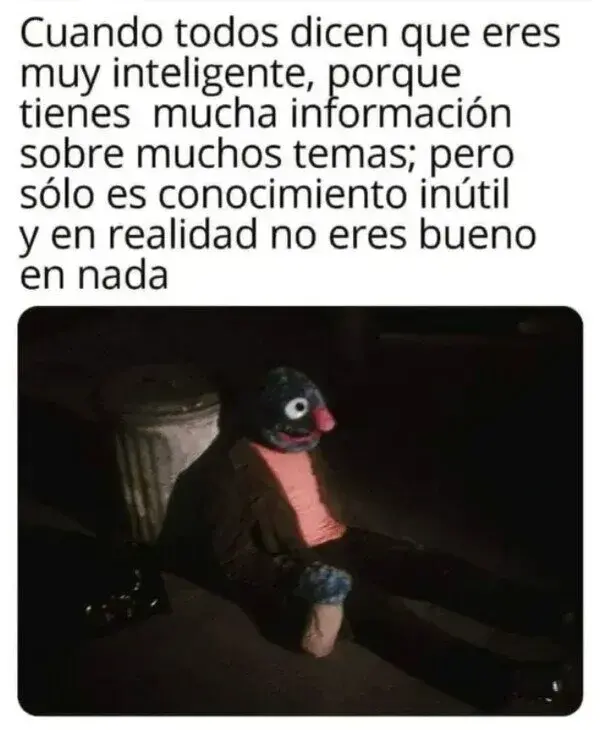 Cuando todos dicen que eres
muy inteligente, porque
tienes mucha información
sobre muchos temas; pero
sólo es conocimiento inútil
y en realidad no eres bueno
en nada